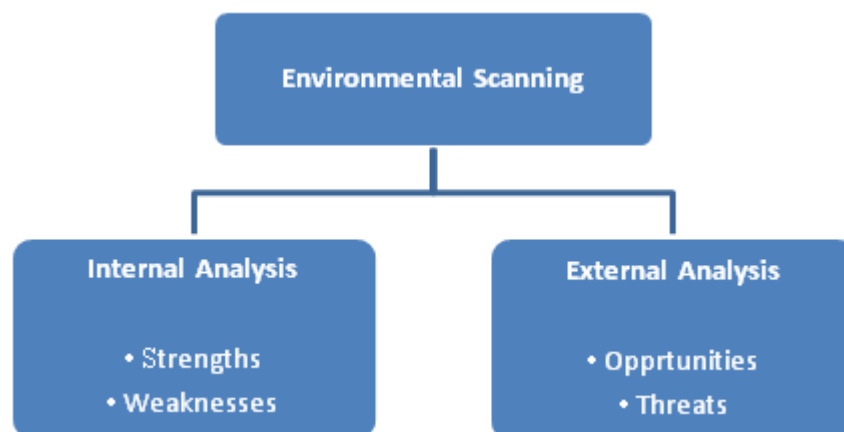 Environmental Scanning
Internal Analysis
• Strengths
• Weaknesses
External Analysis
• Opprtunities
• Threats